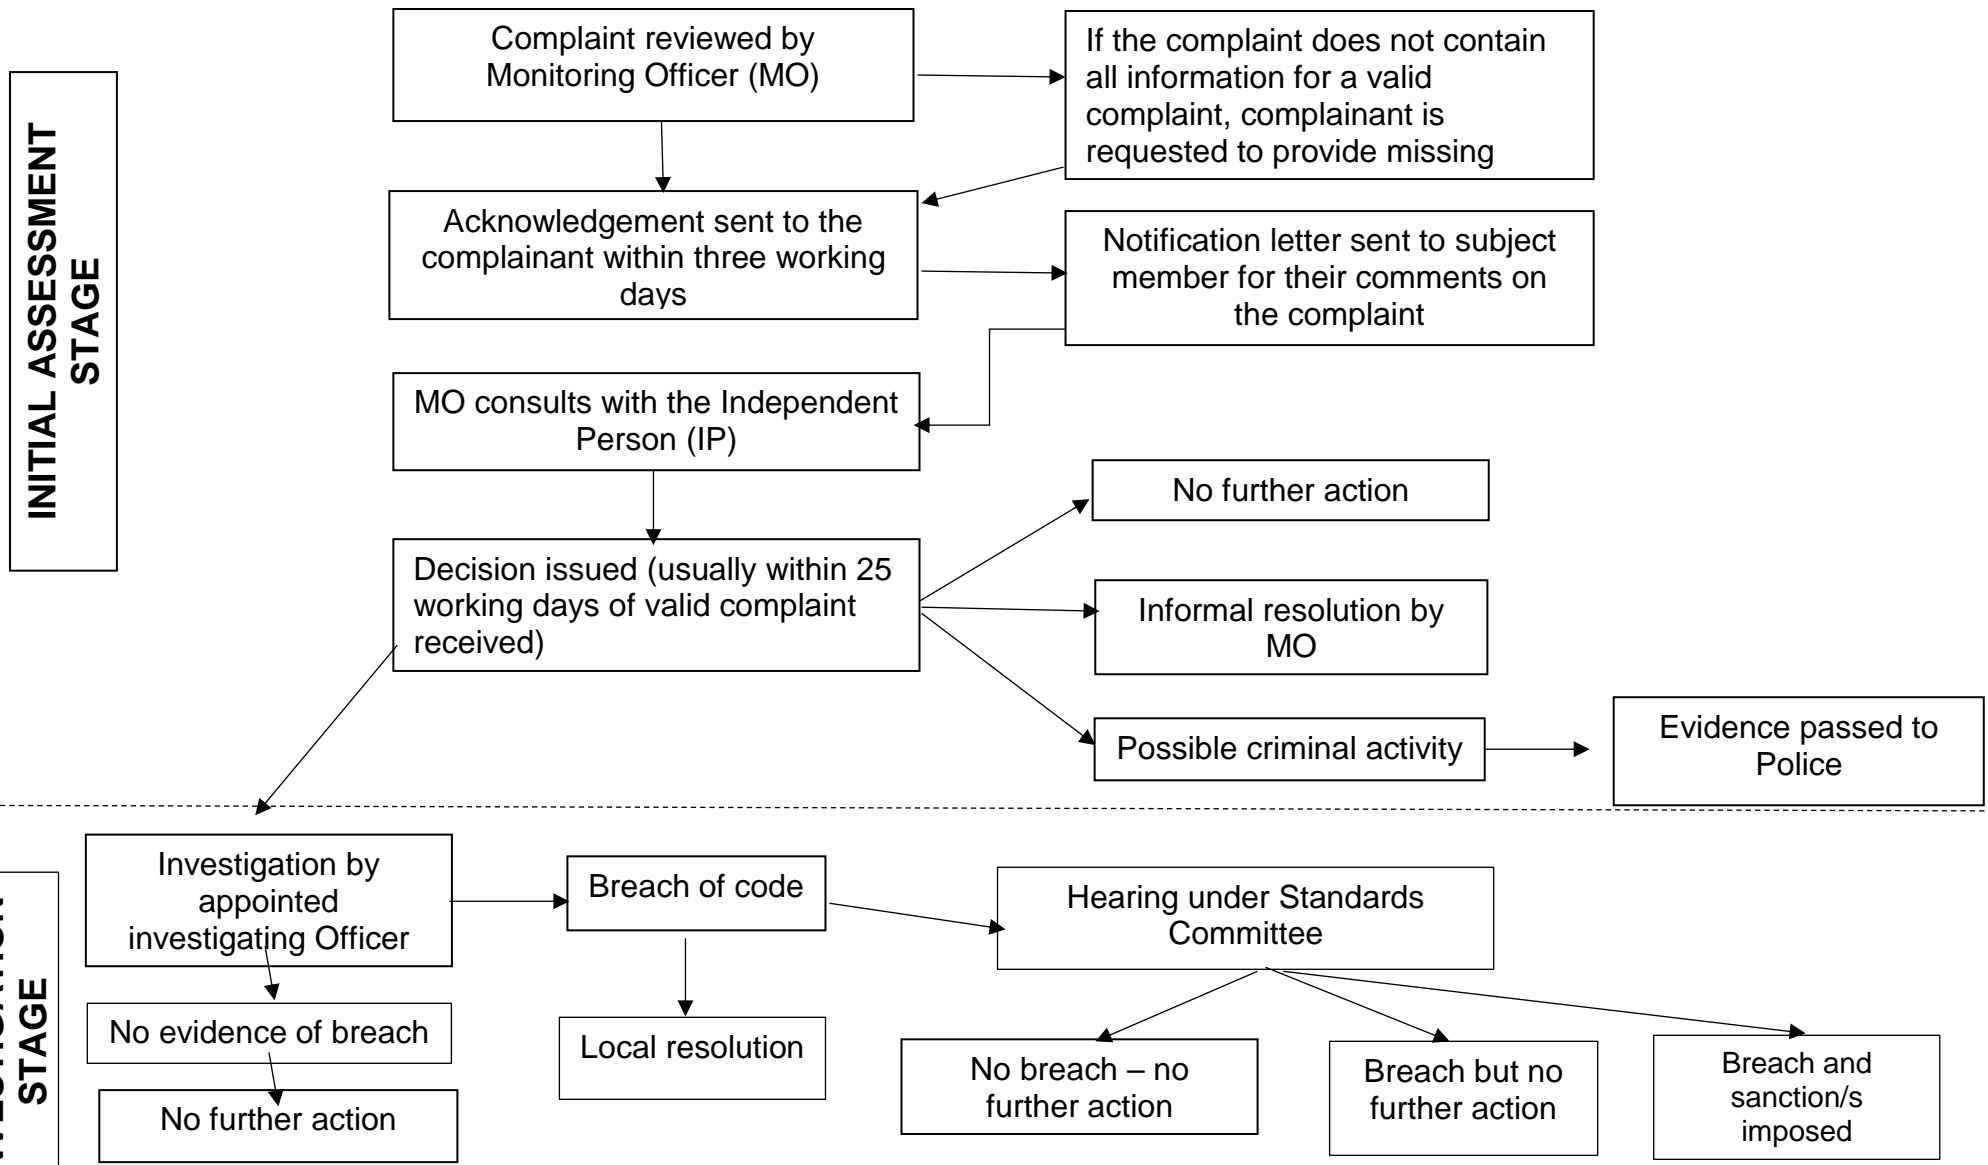 INITIAL ASSESSMENT
STAGE
Complaint reviewed by
Monitoring Officer (MO)
If the complaint does not contain
all information for a valid
complaint, complainant is
requested to provide missing
Acknowledgement sent to the
complainant within three working
days
Notification letter sent to subject
member for their comments on
the complaint
MO consults with the Independent
Person (IP)
No further action
Decision issued (usually within 25
working days of valid complaint
received)
Informal resolution by
MO
Possible criminal activity
Evidence passed to
Police
STAGE
Investigation by
appointed
investigating Officer
Breach of code
Hearing under Standards
Committee
No evidence of breach
Local resolution
No further action
No breach – no
further action
Breach but no
further action
Breach and
sanction/s
imposed